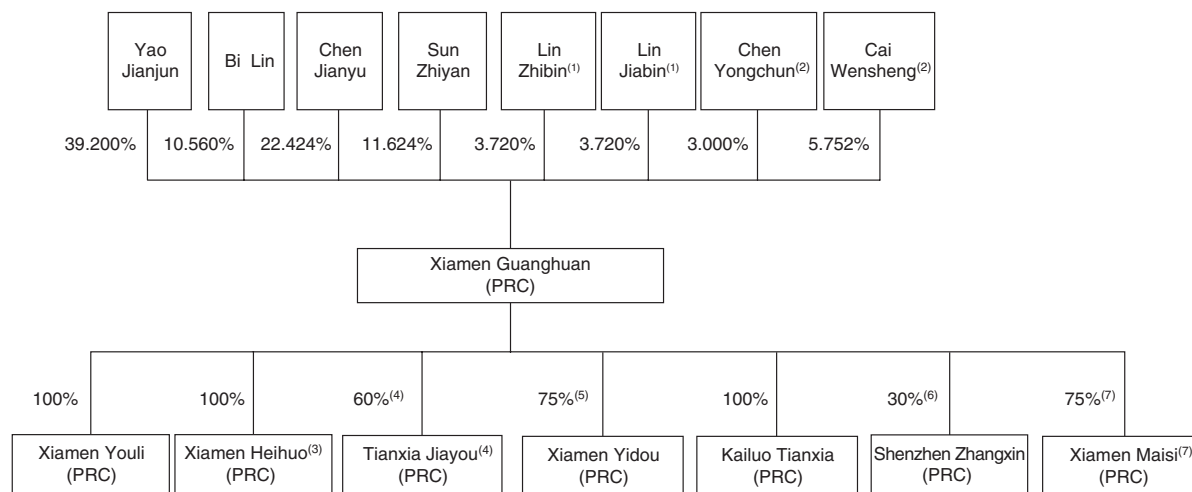 Yao
Jianjun
Bi Lin
Chen
Jianyu
Sun
Zhiyan
Lin
Zhibin(1)
Lin
Jiabin(1)
Chen
Yongchun(2)
Cai
Wensheng(2)
39.200%
10.560%
22.424%
11.624%
3.720%
3.720%
3.000%
5.752%
Xiamen Guanghuan
(PRC)
100%
100%
60%(4)
75%(5)
100%
30%(6)
75%(7)
Xiamen Youli
(PRC)
Xiamen Heihuo(3)
(PRC)
Tianxia Jiayou(4)
(PRC)
Xiamen Yidou
(PRC)
Kailuo Tianxia
(PRC)
Shenzhen Zhangxin
(PRC)
Xiamen Maisi(7)
(PRC)